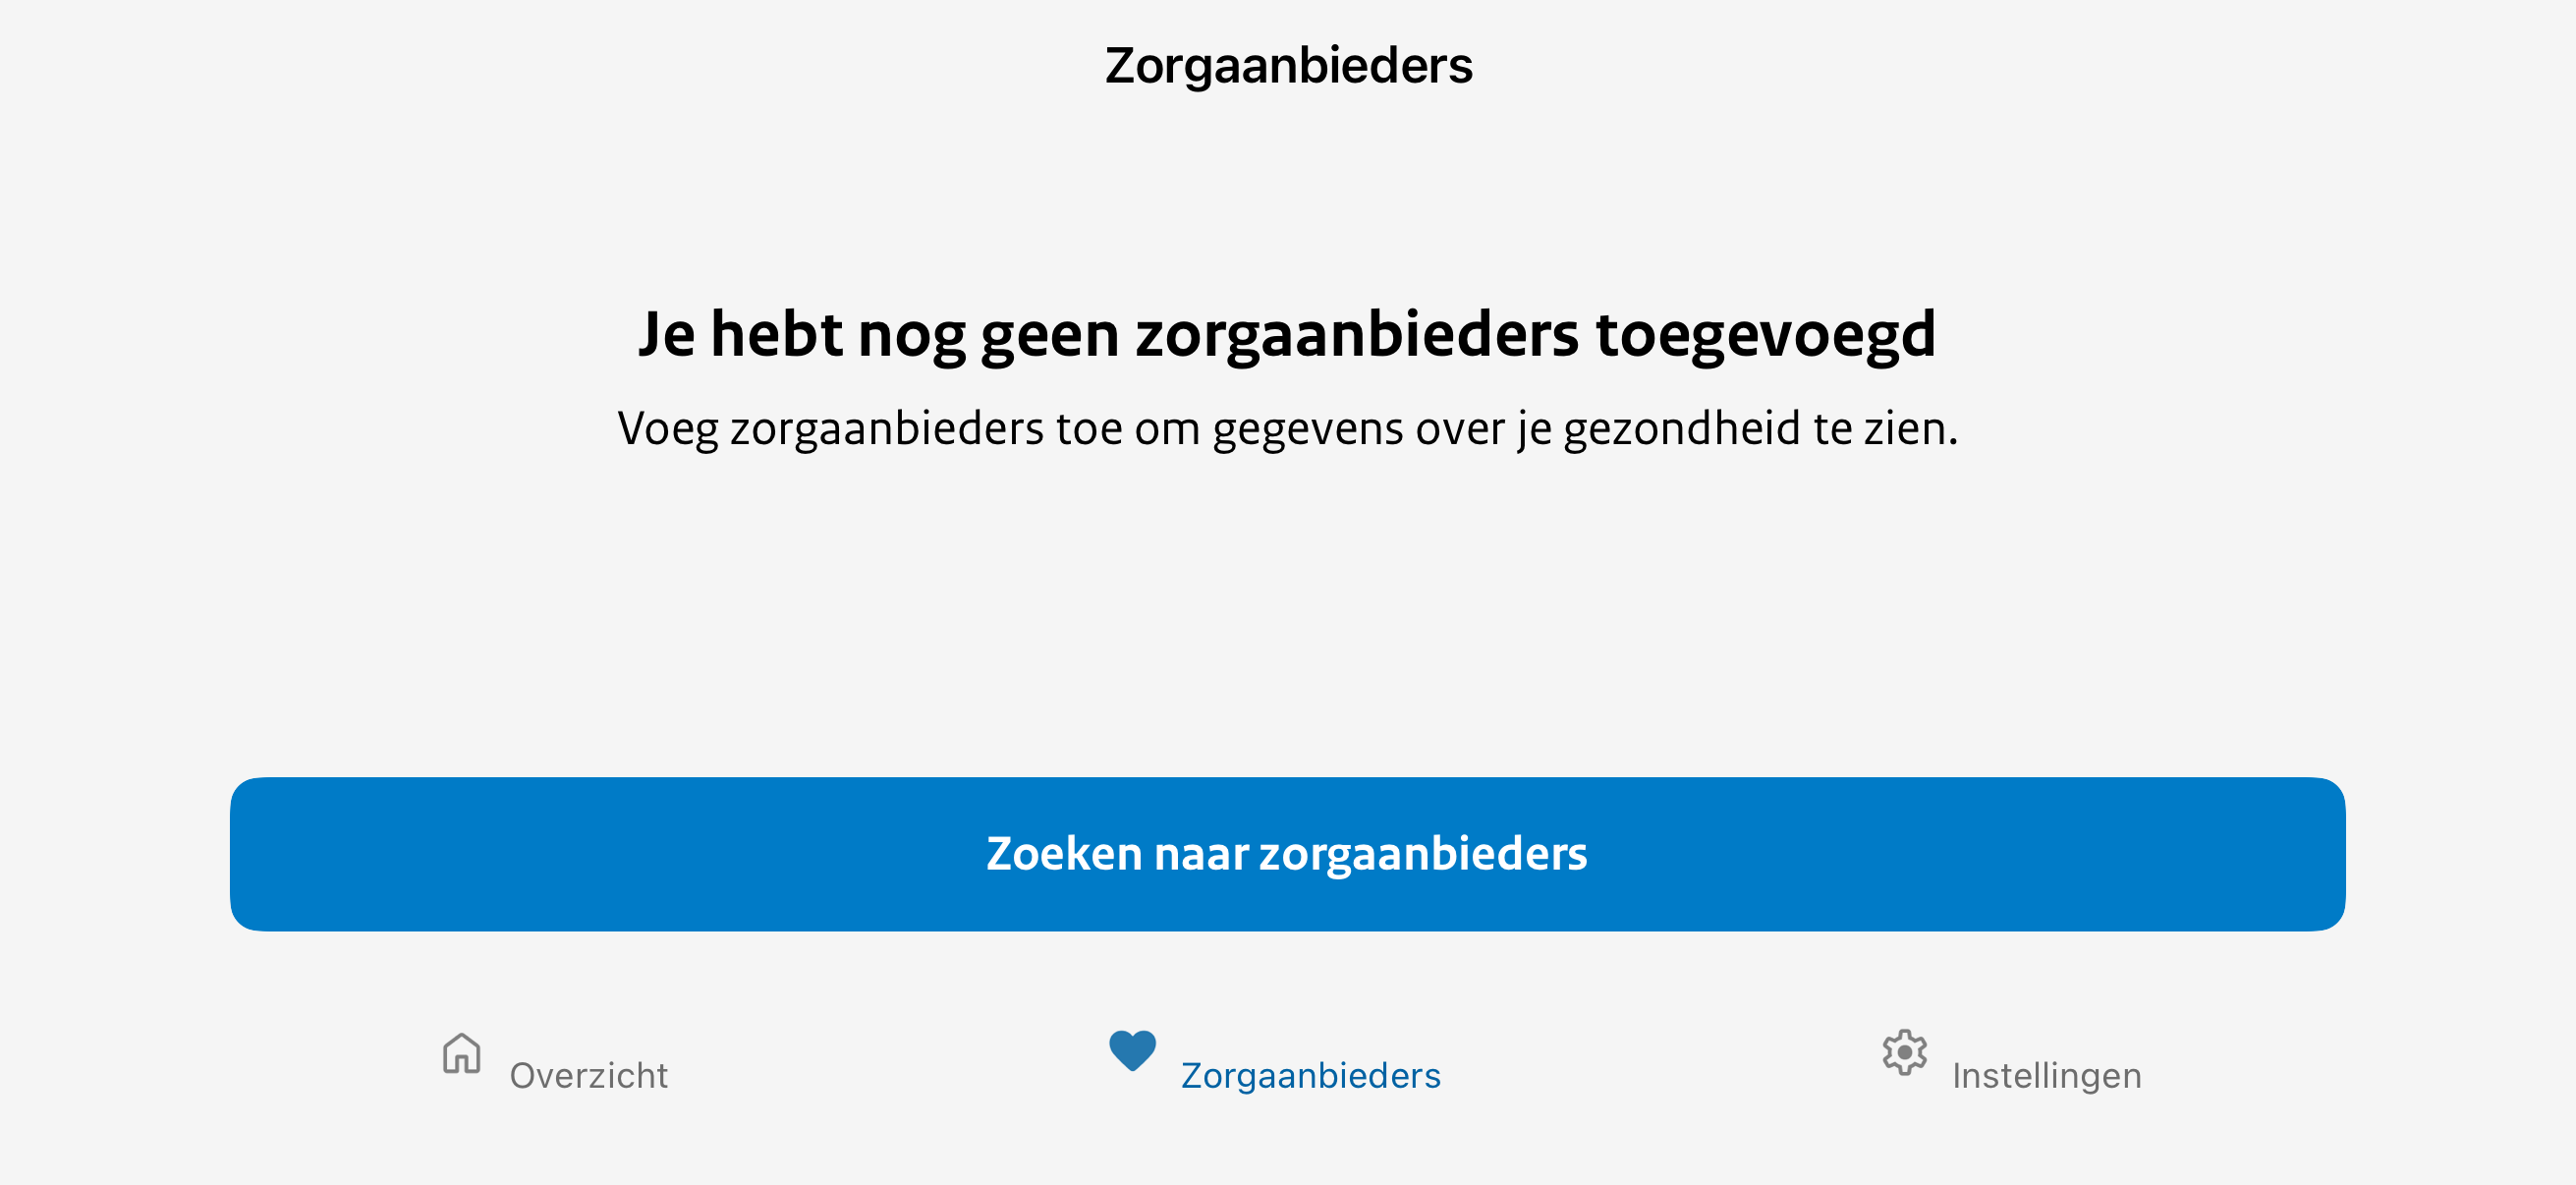 Zorgaanbieders
Je hebt nog geen zorgaanbieders toegevoegd
Voeg zorgaanbieders toe om gegevens over je gezondheid te zien.
Zoeken naar zorgaanbieders
Overzicht
Zorgaanbieders
Instellingen